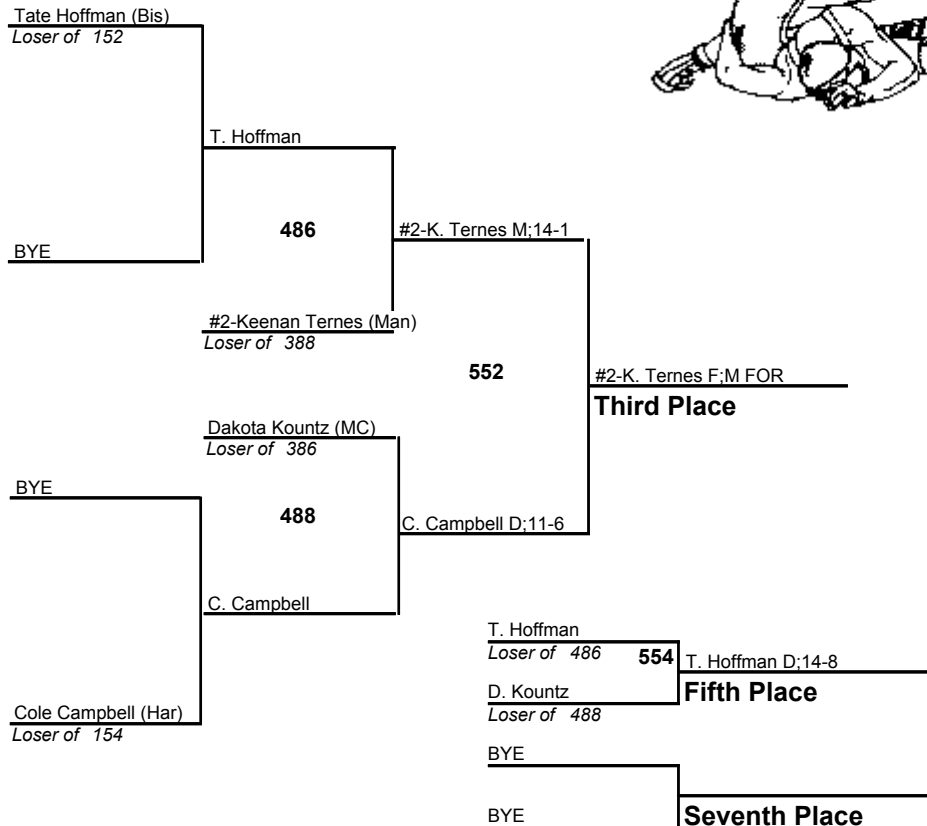 Tate Hoffman (Bis)
Loser of 152
T. Hoffman
486
#2-K. Ternes M;14-1
BYE
#2-Keenan Ternes (Man)
Loser of 388
552
#2-K. Ternes F;M FOR
Third Place
Dakota Kountz (MC)
Loser of 386
BYE
488
C. Campbell D;11-6
C. Campbell
T. Hoffman
Loser of 486
554
T. Hoffman D;14-8
Fifth Place
D. Kountz
Loser of 488
Cole Campbell (Har)
Loser of 154
BYE
BYE
Seventh Place